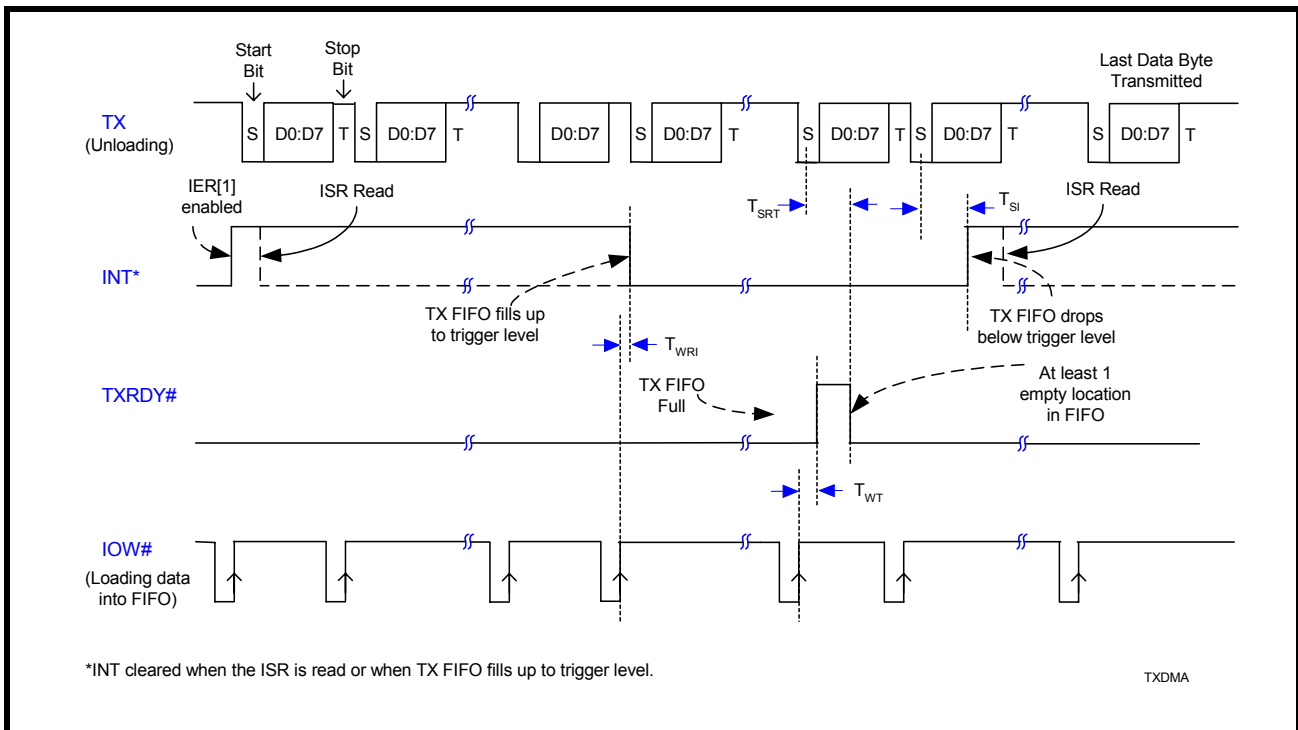 Start
Bit
Stop
Bit
Last Data Byte
Transmitted
TX
(Unloading)
S D0:D7 T S D0:D7 T D0:D7 S D0:D7 T S D0:D7 T S D0:D7 T S D0:D7 T
IER[1]
enabled
ISR Read
TSRT
TSI
ISR Read
INT*
TX FIFO fills up
to trigger level
TX FIFO drops
below trigger level
TWRI
TXRDY#
TX FIFO
Full
At least 1
empty location
in FIFO
TWT
IOW#
(Loading data
into FIFO)
*INT cleared when the ISR is read or when TX FIFO fills up to trigger level.
TXDMA